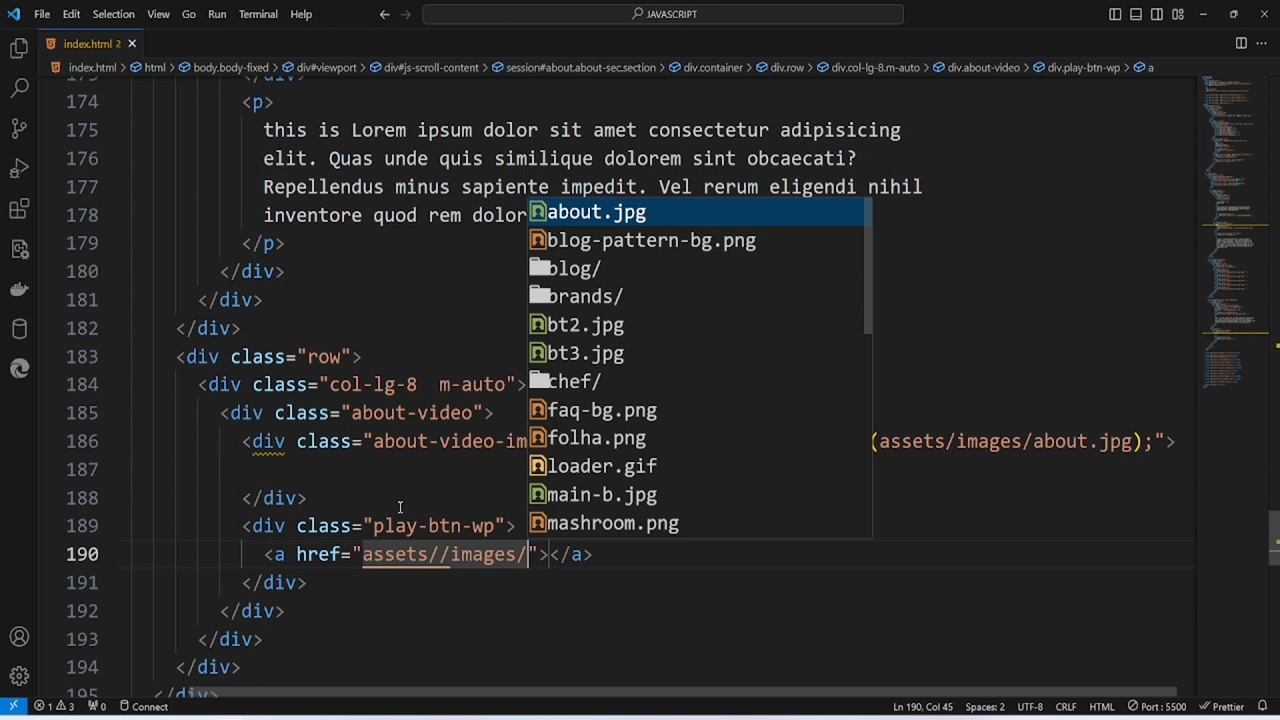 File Edit Selection View Go Run Terminal Help JAVASCRIPT
index.html 2
index.html html body.body-fixed div#viewport div#js-scroll-content session#about.about-sec.section div.container div.row div.col-lg-8.m-auto div.about-video div.play-btn-wp a
173 </div>
174 <p>
175 this is Lorem ipsum dolor sit amet consectetur adipisicing
176 elit. Quas unde quis similique dolorem sint obcaecati?
177 Repellendus minus sapiente impedit. Vel rerum eligendi nihil
178 inventore quod rem dolor
179 </p>
180 </div>
181 </div>
182 </div>
183 <div class="row">
184 <div class="col-lg-8 m-auto">
185 <div class="about-video">
186 <div class="about-video-im (assets/images/about.jpg);">
187
188 </div>
189 <div class="play-btn-wp">
190 <a href="assets//images/"></a>
191 </div>
192 </div>
193 </div>
194 </div>
195 </div>
about.jpg
blog-pattern-bg.png
blog/
brands/
bt2.jpg
bt3.jpg
chef/
faq-bg.png
folha.png
loader.gif
main-b.jpg
mashroom.png
1 3 0 Connect Ln 190, Col 45 Spaces: 2 UTF-8 CRLF HTML Port : 5500 Prettier